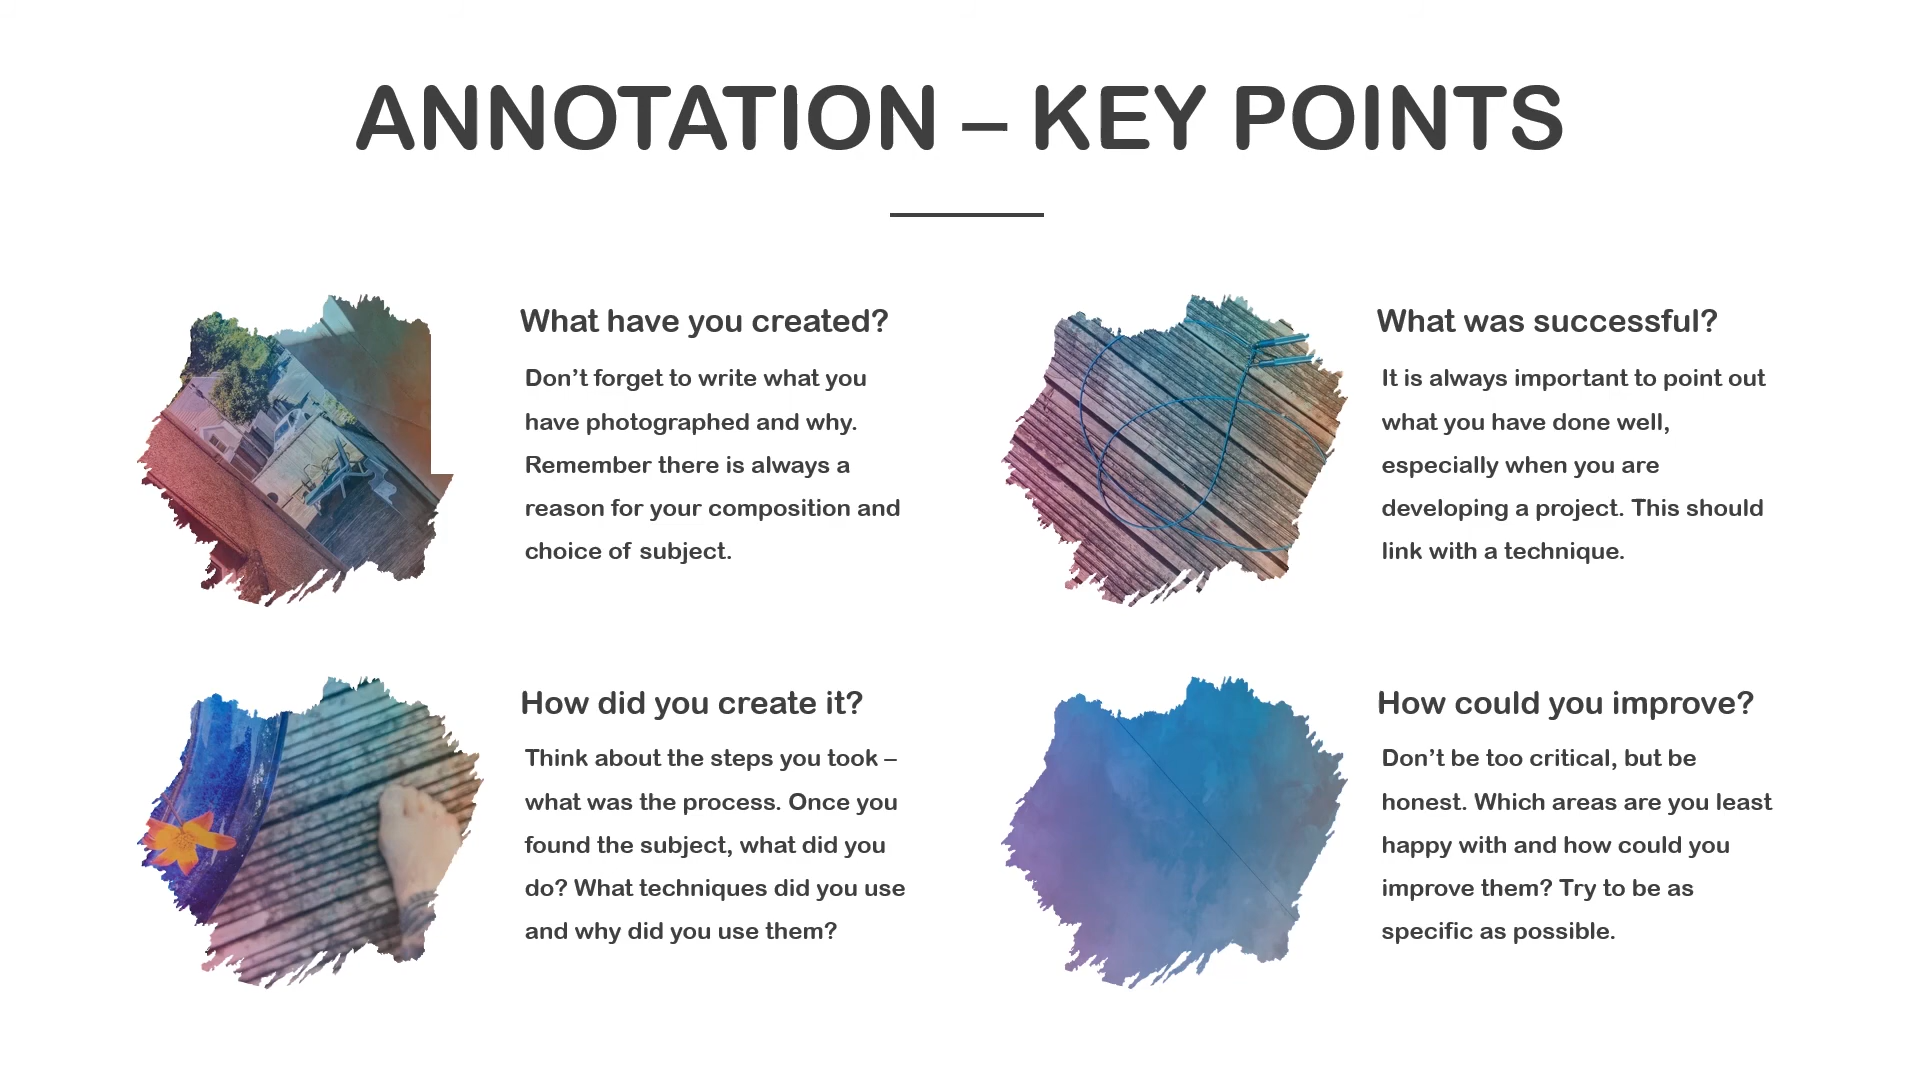 ANNOTATION – KEY POINTS
What have you created?
Don’t forget to write what you
have photographed and why.
Remember there is always a
reason for your composition and
choice of subject.
What was successful?
It is always important to point out
what you have done well,
especially when you are
developing a project. This should
link with a technique.
How did you create it?
Think about the steps you took –
what was the process. Once you
found the subject, what did you
do? What techniques did you use
and why did you use them?
How could you improve?
Don’t be too critical, but be
honest. Which areas are you least
happy with and how could you
improve them? Try to be as
specific as possible.